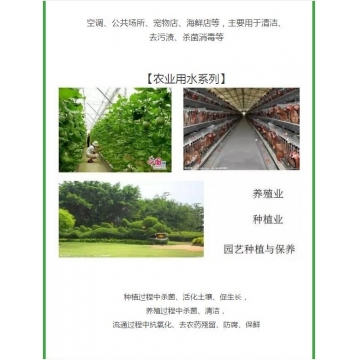 空调、公共场所、宠物店、海鲜店等，主要用于清洁、
去污渍、杀菌消毒等
【农业用水系列】
养殖业
种植业
园艺种植与保养
种植过程中杀菌、活化土壤、促生长，
养殖过程中杀菌、清洁，
流通过程中抗氧化、去农药残留、防腐、保鲜